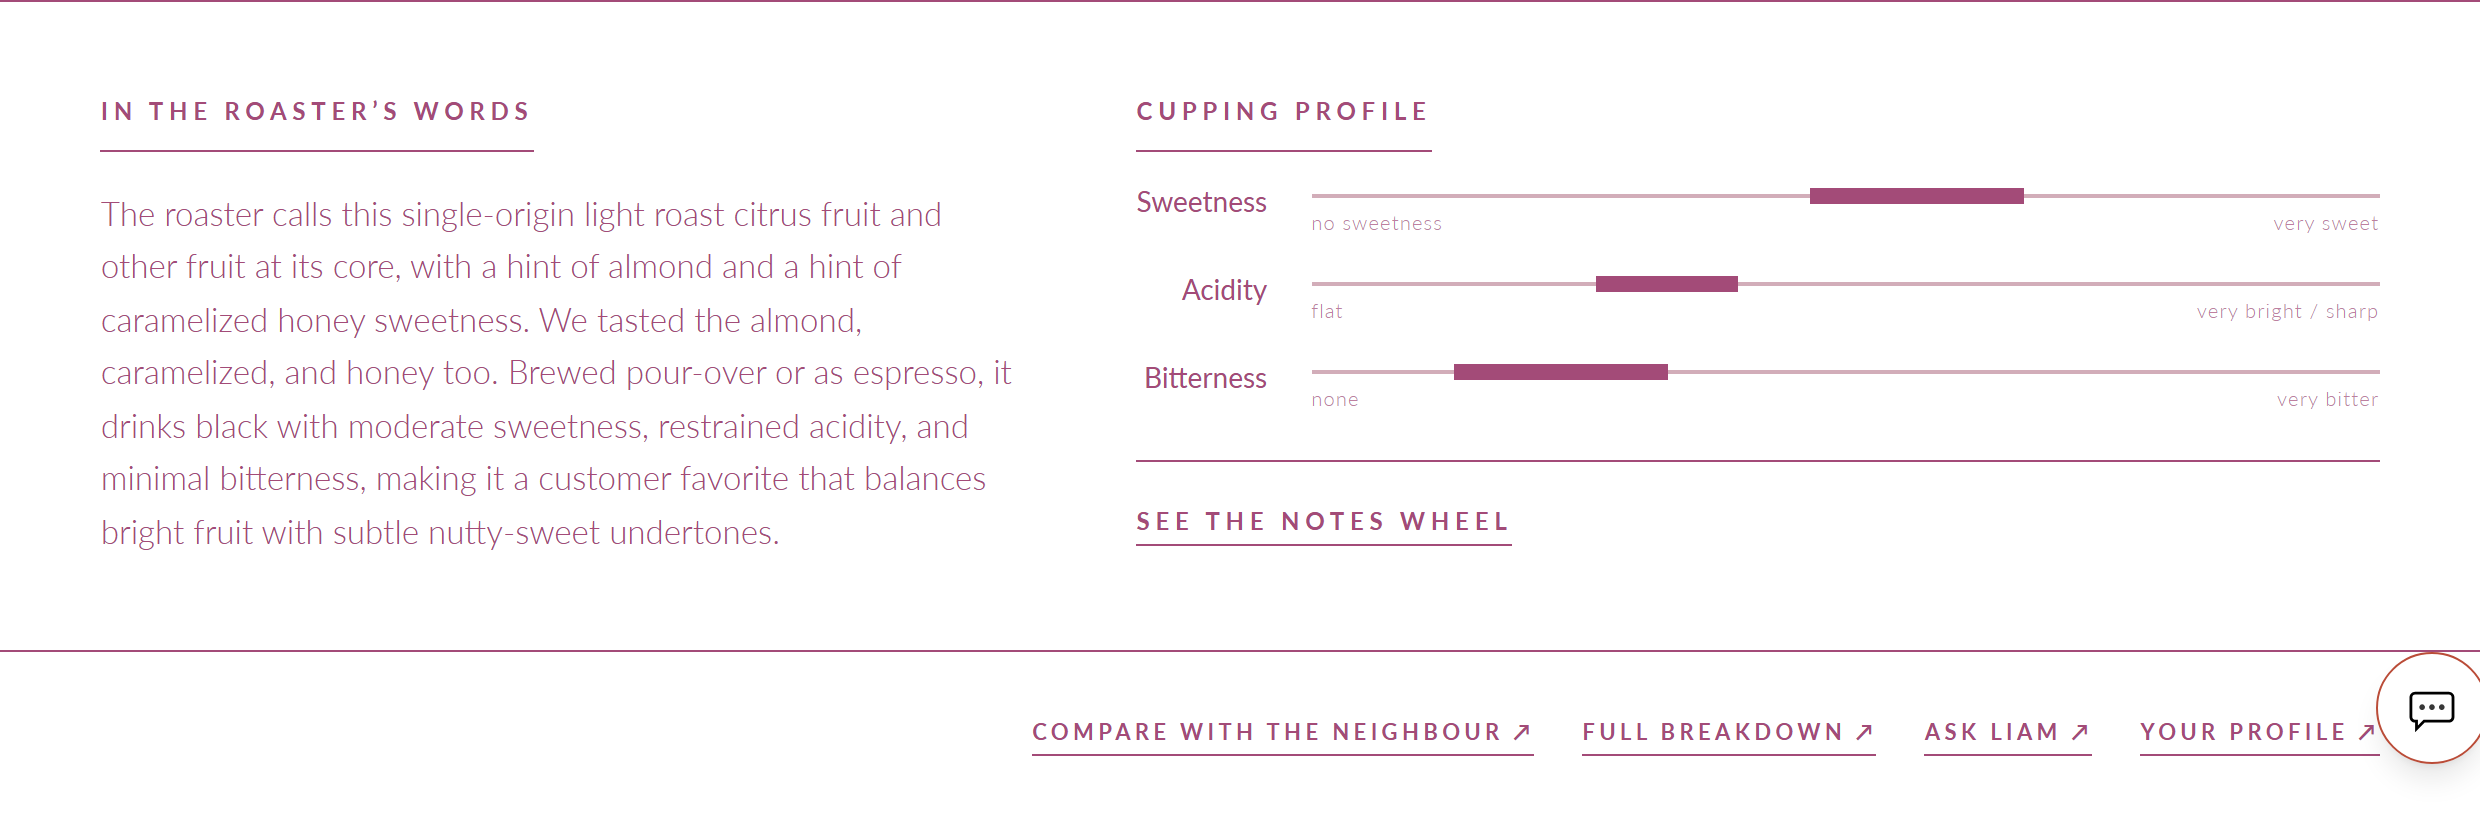 IN THE ROASTER’S WORDS
The roaster calls this single-origin light roast citrus fruit and
other fruit at its core, with a hint of almond and a hint of
caramelized honey sweetness. We tasted the almond,
caramelized, and honey too. Brewed pour-over or as espresso, it
drinks black with moderate sweetness, restrained acidity, and
minimal bitterness, making it a customer favorite that balances
bright fruit with subtle nutty-sweet undertones.
CUPPING PROFILE
Sweetness
no sweetness very sweet
Acidity
flat very bright / sharp
Bitterness
none very bitter
SEE THE NOTES WHEEL
COMPARE WITH THE NEIGHBOUR ↗ FULL BREAKDOWN ↗ ASK LIAM ↗ YOUR PROFILE ↗